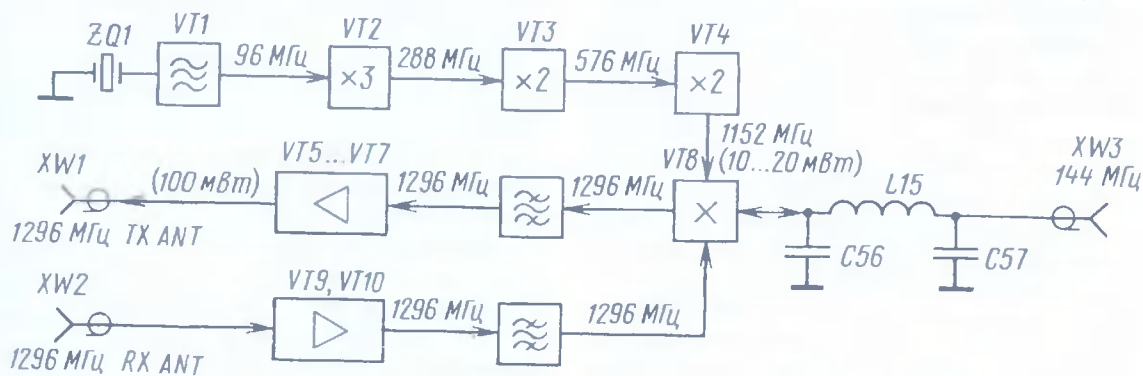 ZQ1
VT1
96 МГц
VT2
×3
288 МГц
VT3
×2
576 МГц
VT4
×2
1152 МГц
(10...20 мВт)
XW1
(100 мВт)
VT5...VT7
1296 МГц
1296 МГц
VT8
×
L15
XW3
144 МГц
1296 МГц TX ANT
C56
C57
XW2
VT9, VT10
1296 МГц
1296 МГц
1296 МГц RX ANT